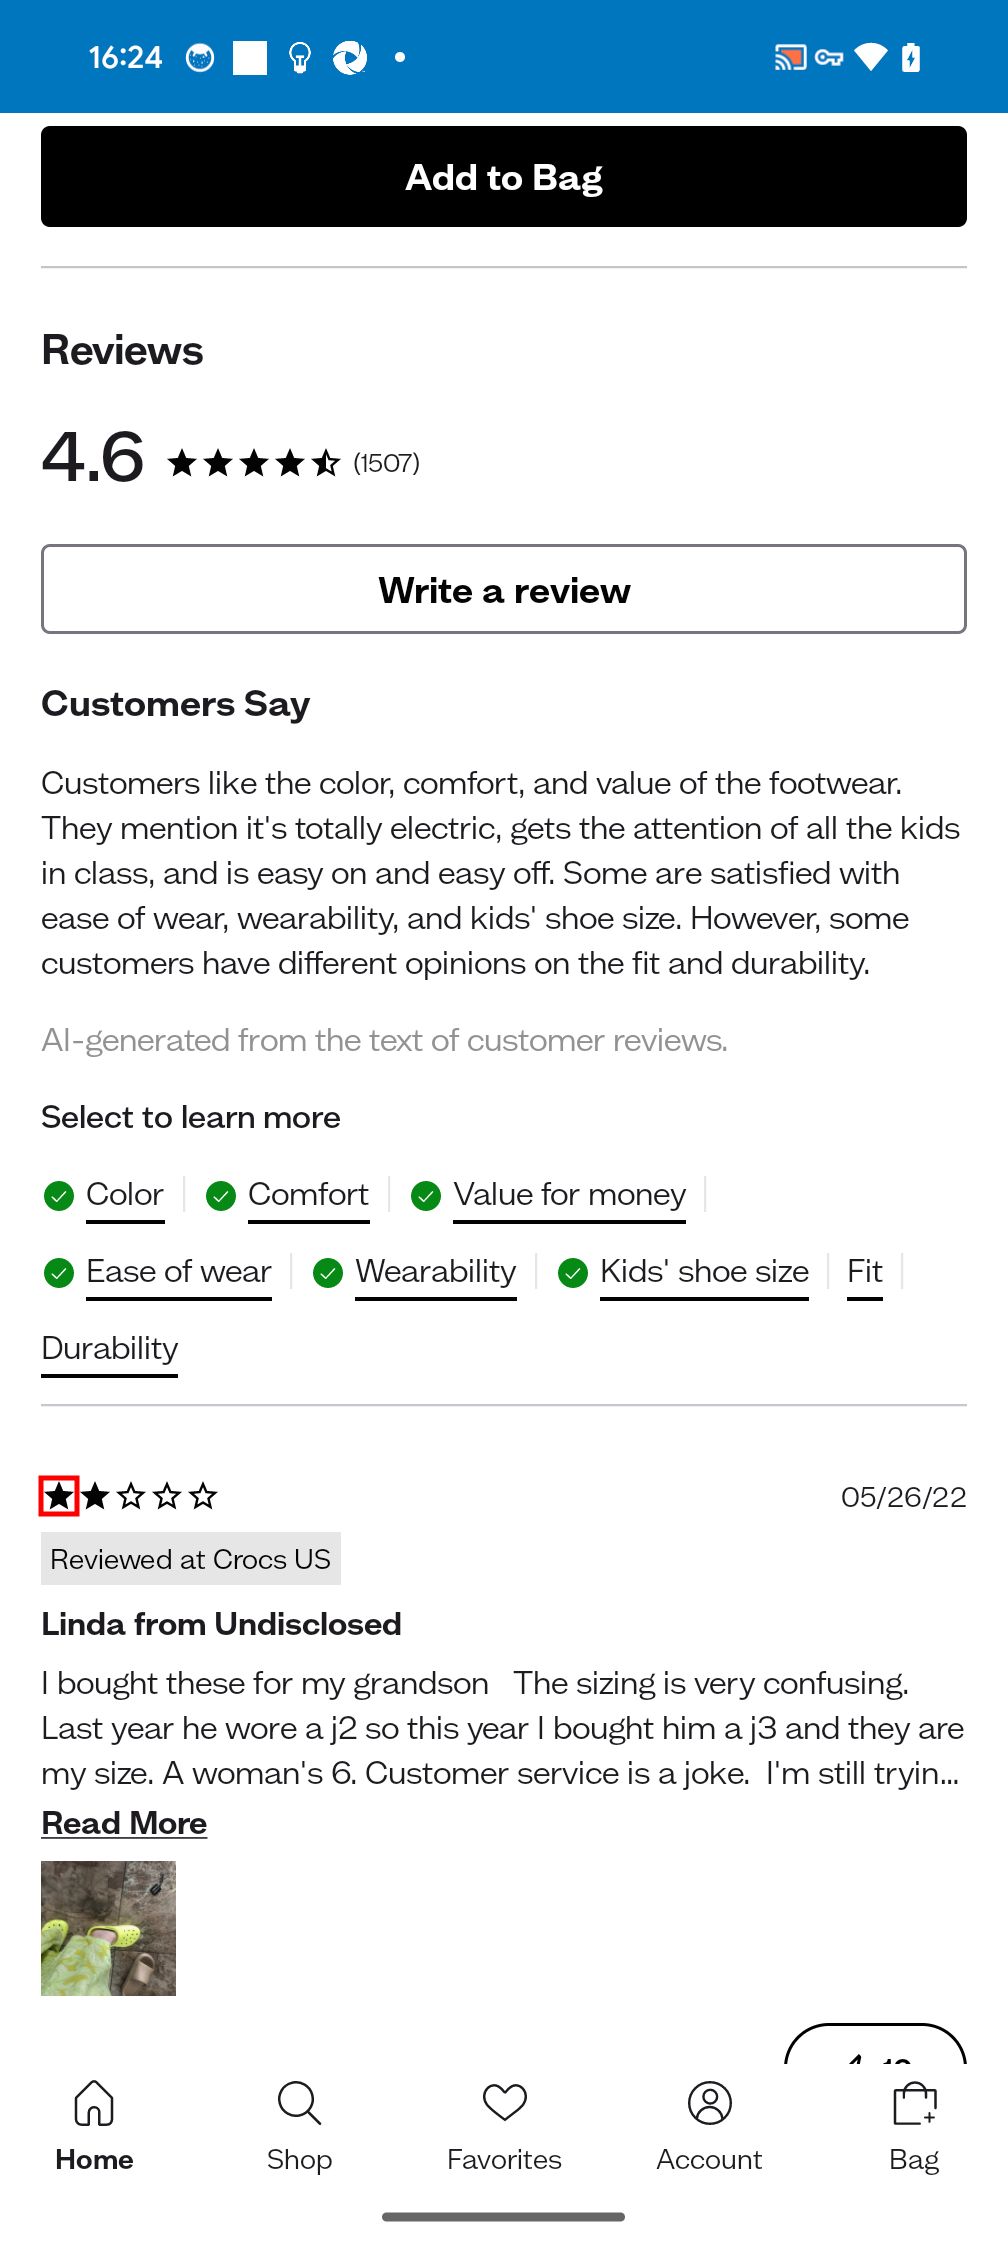 16:24
Add to Bag
Reviews
4.6 (1507)
Write a review
Customers Say
Customers like the color, comfort, and value of the footwear.
They mention it's totally electric, gets the attention of all the kids
in class, and is easy on and easy off. Some are satisfied with
ease of wear, wearability, and kids' shoe size. However, some
customers have different opinions on the fit and durability.
AI-generated from the text of customer reviews.
Select to learn more
Color Comfort Value for money
Ease of wear Wearability Kids' shoe size Fit
Durability
05/26/22
Reviewed at Crocs US
Linda from Undisclosed
I bought these for my grandson   The sizing is very confusing.
Last year he wore a j2 so this year I bought him a j3 and they are
my size. A woman's 6. Customer service is a joke.  I'm still tryin...
Read More
Home Shop Favorites Account Bag